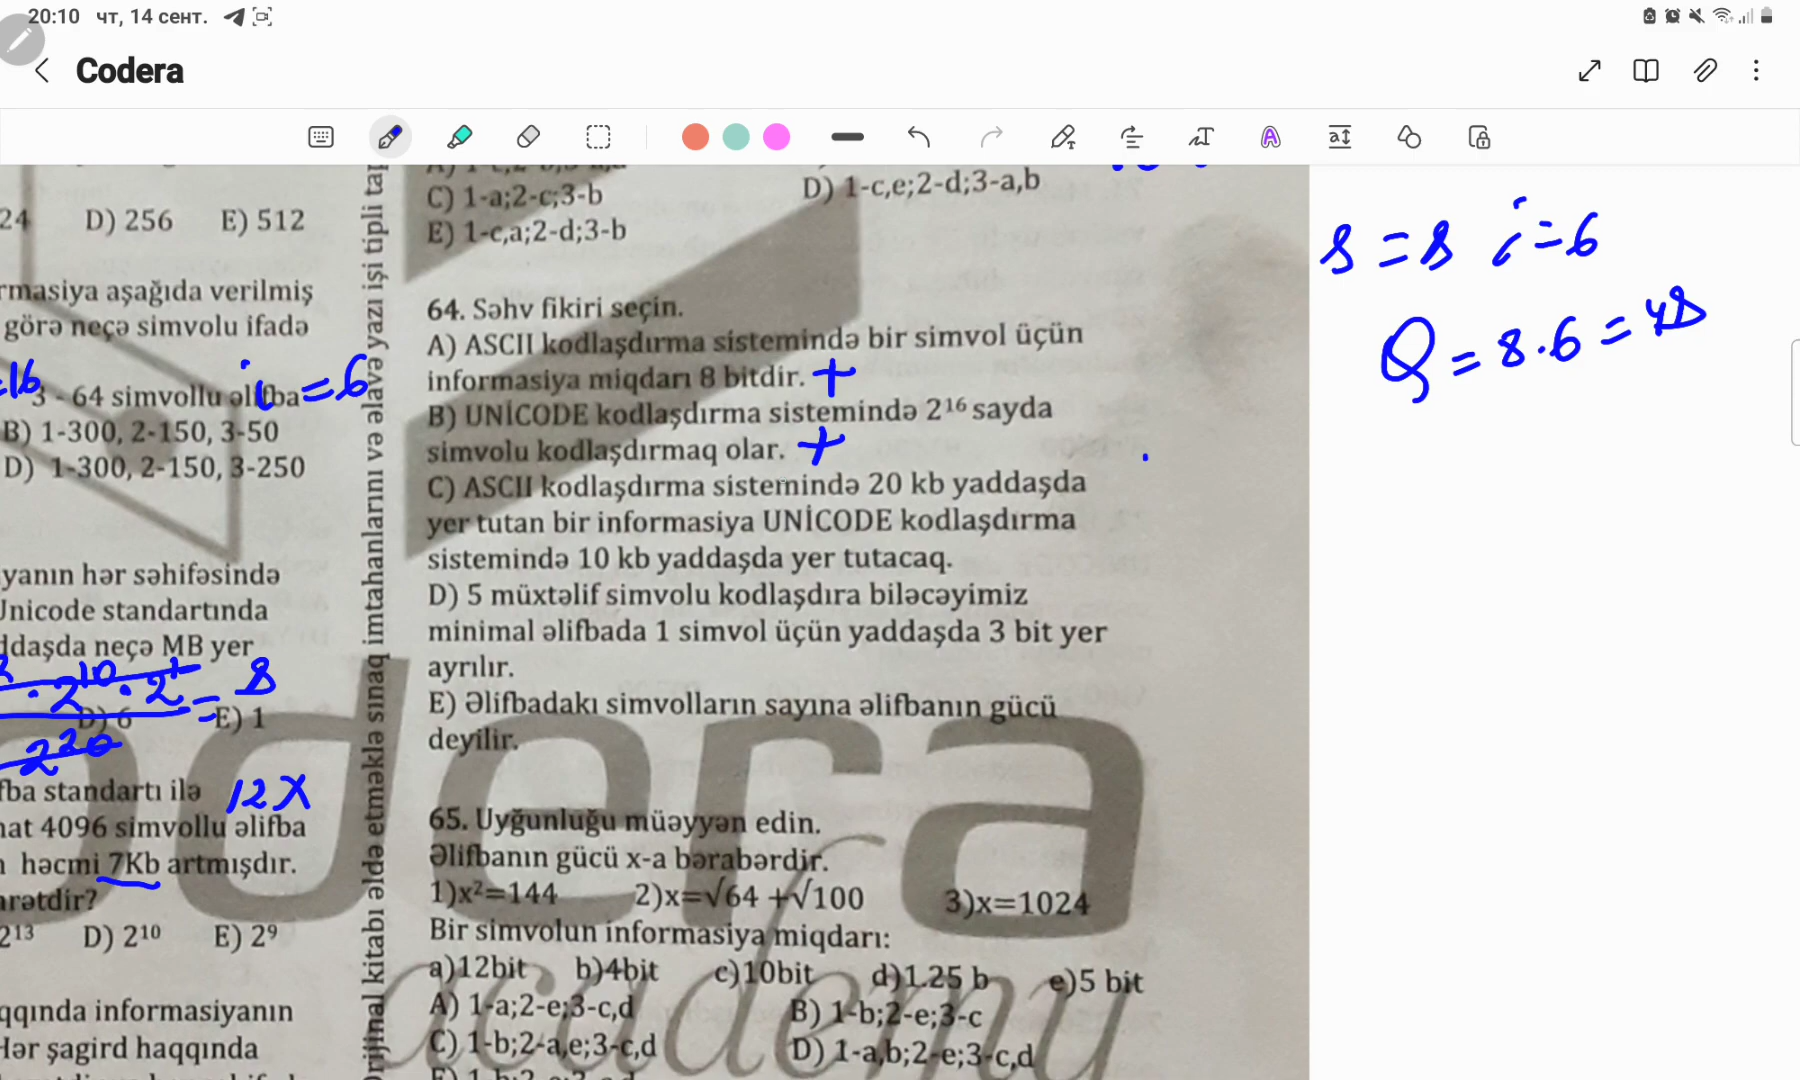 20:10 чт, 14 сент.
Codera
24 D) 256 E) 512
rmasiya aşağıda verilmiş
görə neçə simvolu ifadə
=16 i=6
3 - 64 simvollu əlifba
B) 1-300, 2-150, 3-50
D) 1-300, 2-150, 3-250
yanın hər səhifəsində
Unicode standartında
ddaşda neçə MB yer
= 8
D) 6 E) 1
2²⁰
fba standartı ilə 12X
nat 4096 simvollu əlifba
həcmi 7Kb artmışdır.
arətdir?
2¹³ D) 2¹⁰ E) 2⁹
qqında informasiyanın
Hər şagird haqqında
Orijinal kitabı əldə etməklə sınaq imtahanlarını və əlavə yazı işi tipli tap
C) 1-a;2-c;3-b D) 1-c,e;2-d;3-a,b
E) 1-c,a;2-d;3-b
64. Səhv fikiri seçin.
A) ASCII kodlaşdırma sistemində bir simvol üçün
informasiya miqdarı 8 bitdir. +
B) UNİCODE kodlaşdırma sistemində 2¹⁶ sayda
simvolu kodlaşdırmaq olar. +
C) ASCII kodlaşdırma sistemində 20 kb yaddaşda
yer tutan bir informasiya UNİCODE kodlaşdırma
sistemində 10 kb yaddaşda yer tutacaq.
D) 5 müxtəlif simvolu kodlaşdıra biləcəyimiz
minimal əlifbada 1 simvol üçün yaddaşda 3 bit yer
ayrılır.
E) Əlifbadakı simvolların sayına əlifbanın gücü
deyilir.
65. Uyğunluğu müəyyən edin.
Əlifbanın gücü x-a bərabərdir.
1)x²=144 2)x=√64 +√100 3)x=1024
Bir simvolun informasiya miqdarı:
a)12bit b)4bit c)10bit d)1.25 b e)5 bit
A) 1-a;2-e;3-c,d B) 1-b;2-e;3-c
C) 1-b;2-a,e;3-c,d D) 1-a,b;2-e;3-c,d
odera
academy
8 = 8 i=6
Q = 8.6 = 48